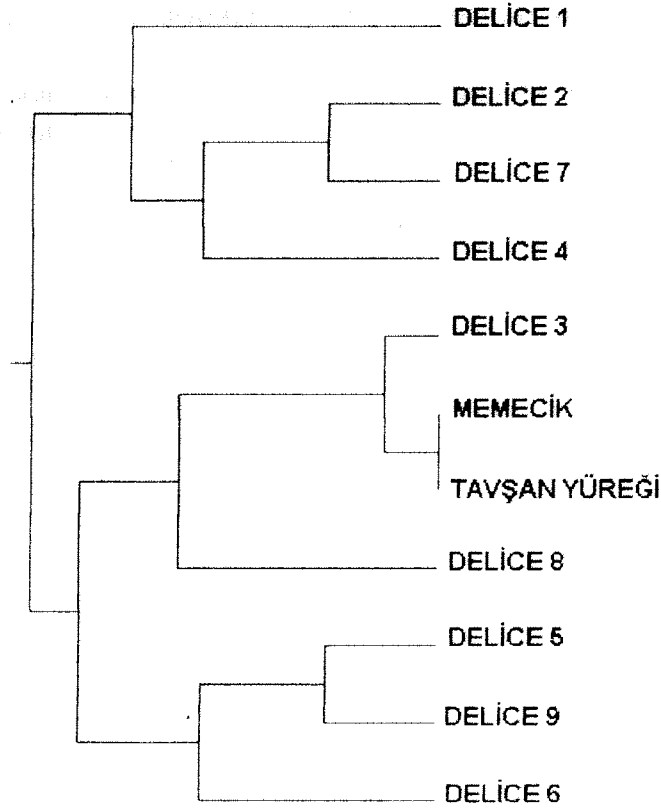 DELİCE 1
DELİCE 2
DELİCE 7
DELİCE 4
DELİCE 3
MEMECİK
TAVŞAN YÜREĞİ
DELİCE 8
DELİCE 5
DELİCE 9
DELİCE 6